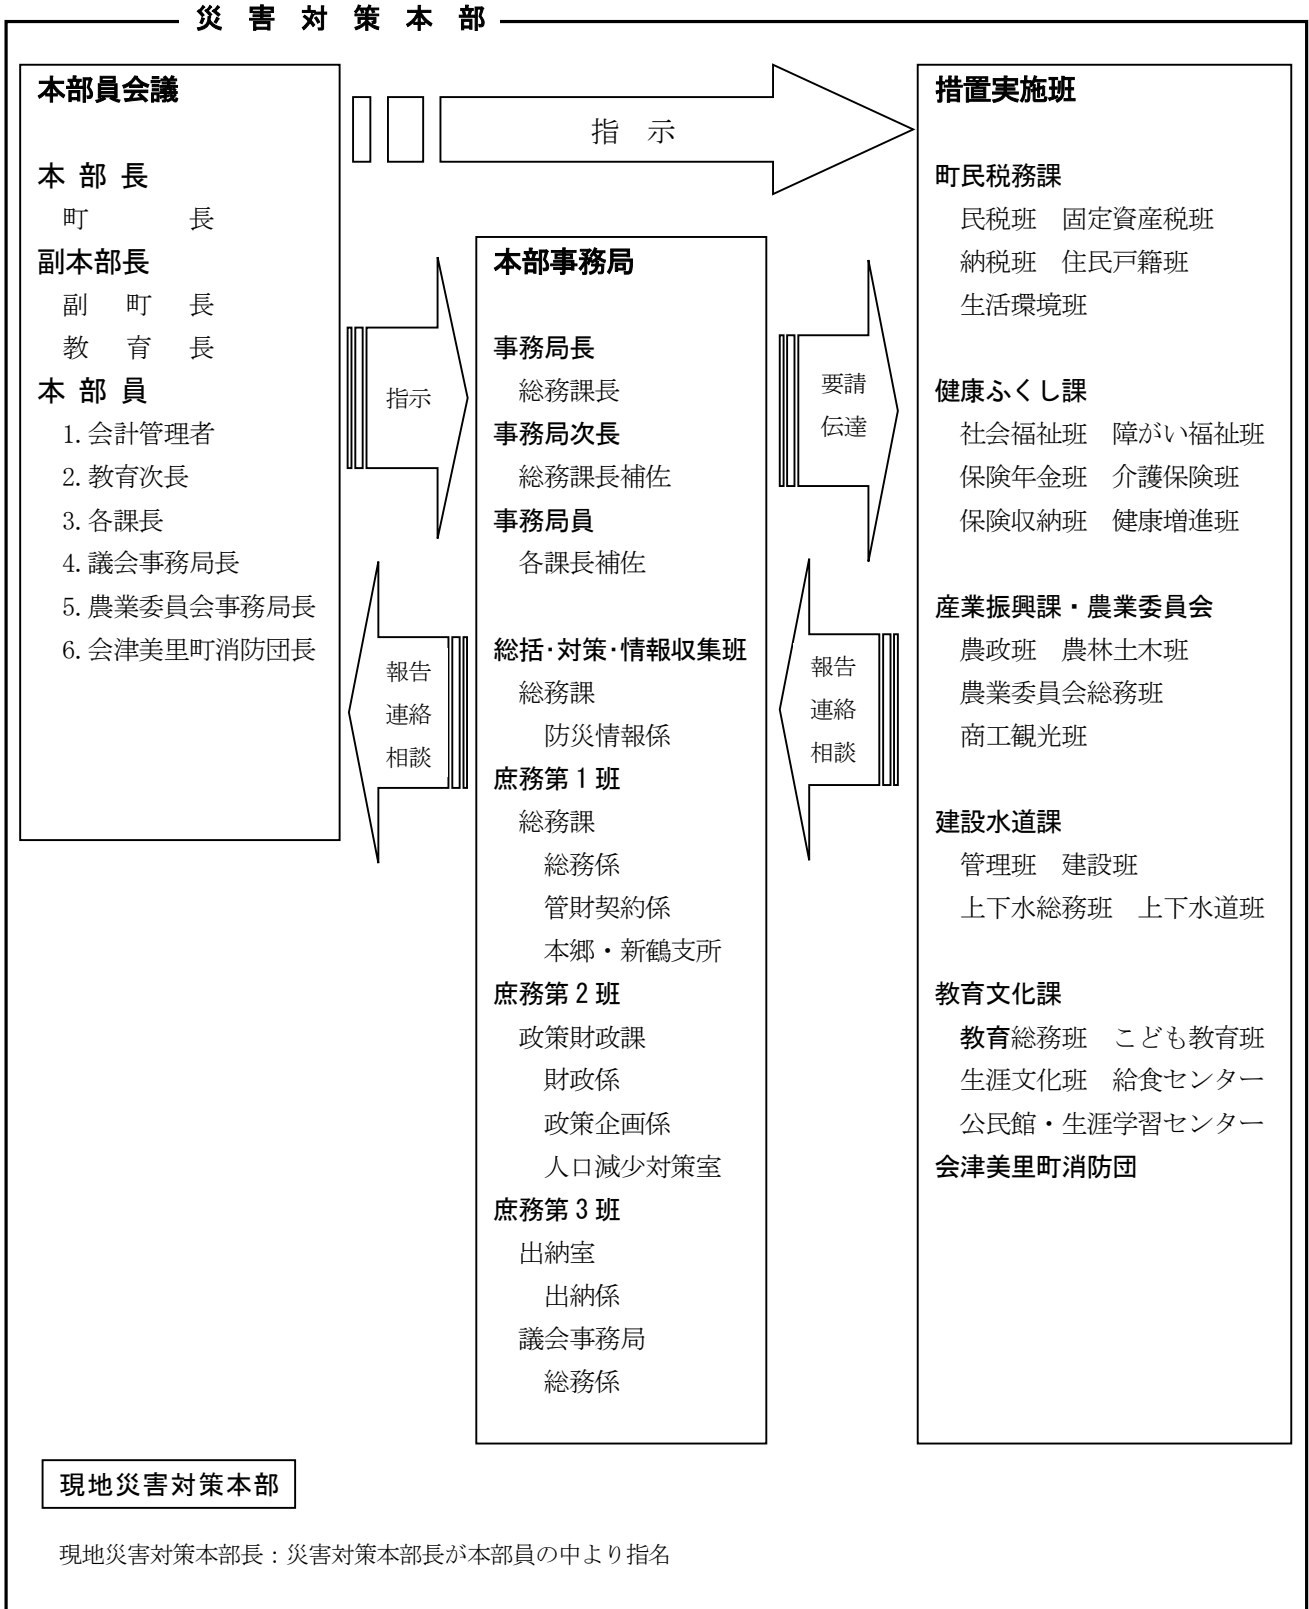 災 害 対 策 本 部
本部員会議
本 部 長
町 長
副本部長
副 町 長
教 育 長
本 部 員
1.会計管理者
2.教育次長
3.各課長
4.議会事務局長
5.農業委員会事務局長
6.会津美里町消防団長
指 示
指示
報告
連絡
相談
本部事務局
事務局長
総務課長
事務局次長
総務課長補佐
事務局員
各課長補佐
総括・対策・情報収集班
総務課
防災情報係
庶務第1班
総務課
総務係
管財契約係
本郷・新鶴支所
庶務第2班
政策財政課
財政係
政策企画係
人口減少対策室
庶務第3班
出納室
出納係
議会事務局
総務係
要請
伝達
報告
連絡
相談
措置実施班
町民税務課
民税班 固定資産税班
納税班 住民戸籍班
生活環境班
健康ふくし課
社会福祉班 障がい福祉班
保険年金班 介護保険班
保険収納班 健康増進班
産業振興課・農業委員会
農政班 農林土木班
農業委員会総務班
商工観光班
建設水道課
管理班 建設班
上下水総務班 上下水道班
教育文化課
教育総務班 こども教育班
生涯文化班 給食センター
公民館・生涯学習センター
会津美里町消防団
現地災害対策本部
現地災害対策本部長：災害対策本部長が本部員の中より指名